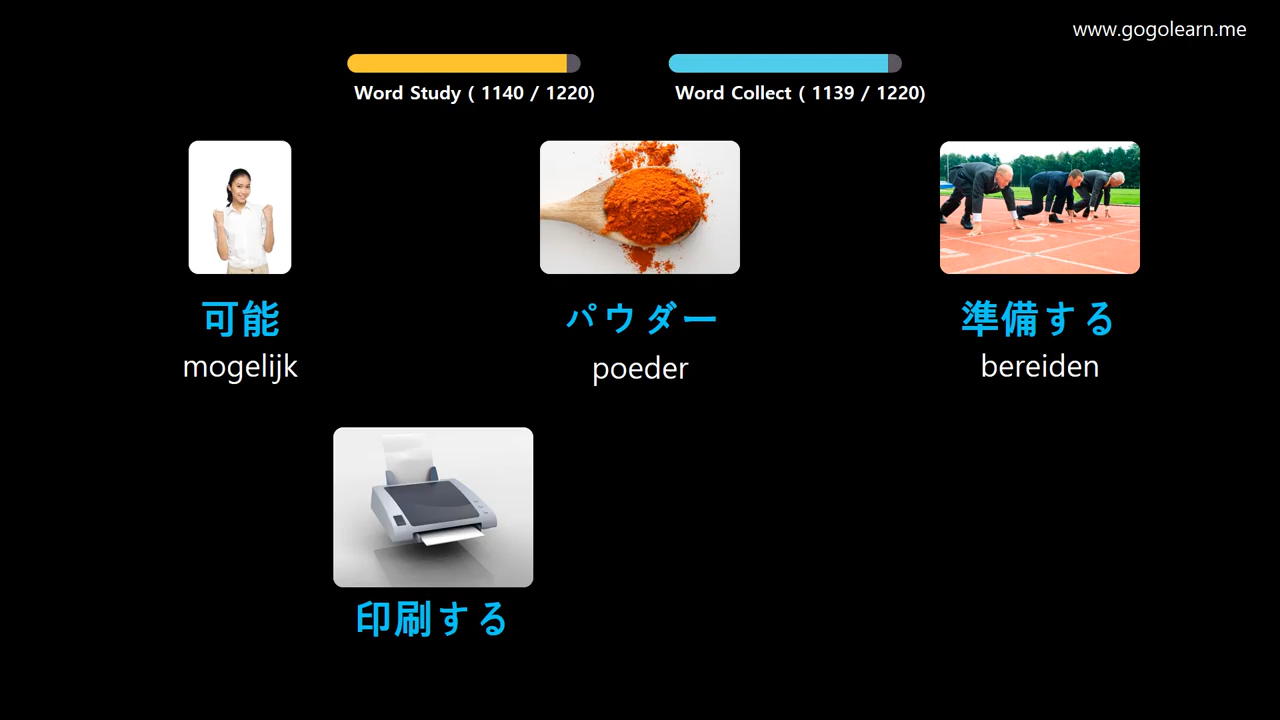 www.gogolearn.me
Word Study ( 1140 / 1220)
Word Collect ( 1139 / 1220)
可能
mogelijk
パウダー
poeder
準備する
bereiden
印刷する